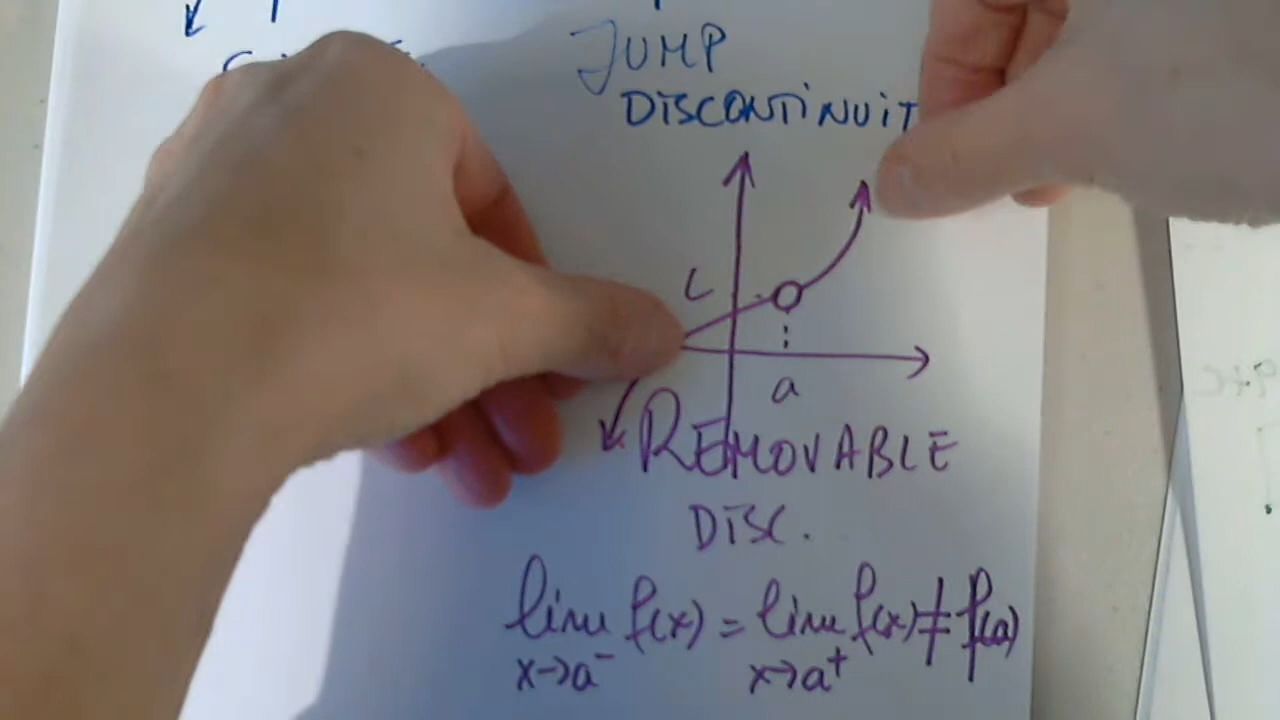 JUMP
DISCONTINUIT
L
a
REMOVABLE
DISC.
lim f(x) = lim f(x) ≠ f(a)
x→a⁻ x→a⁺